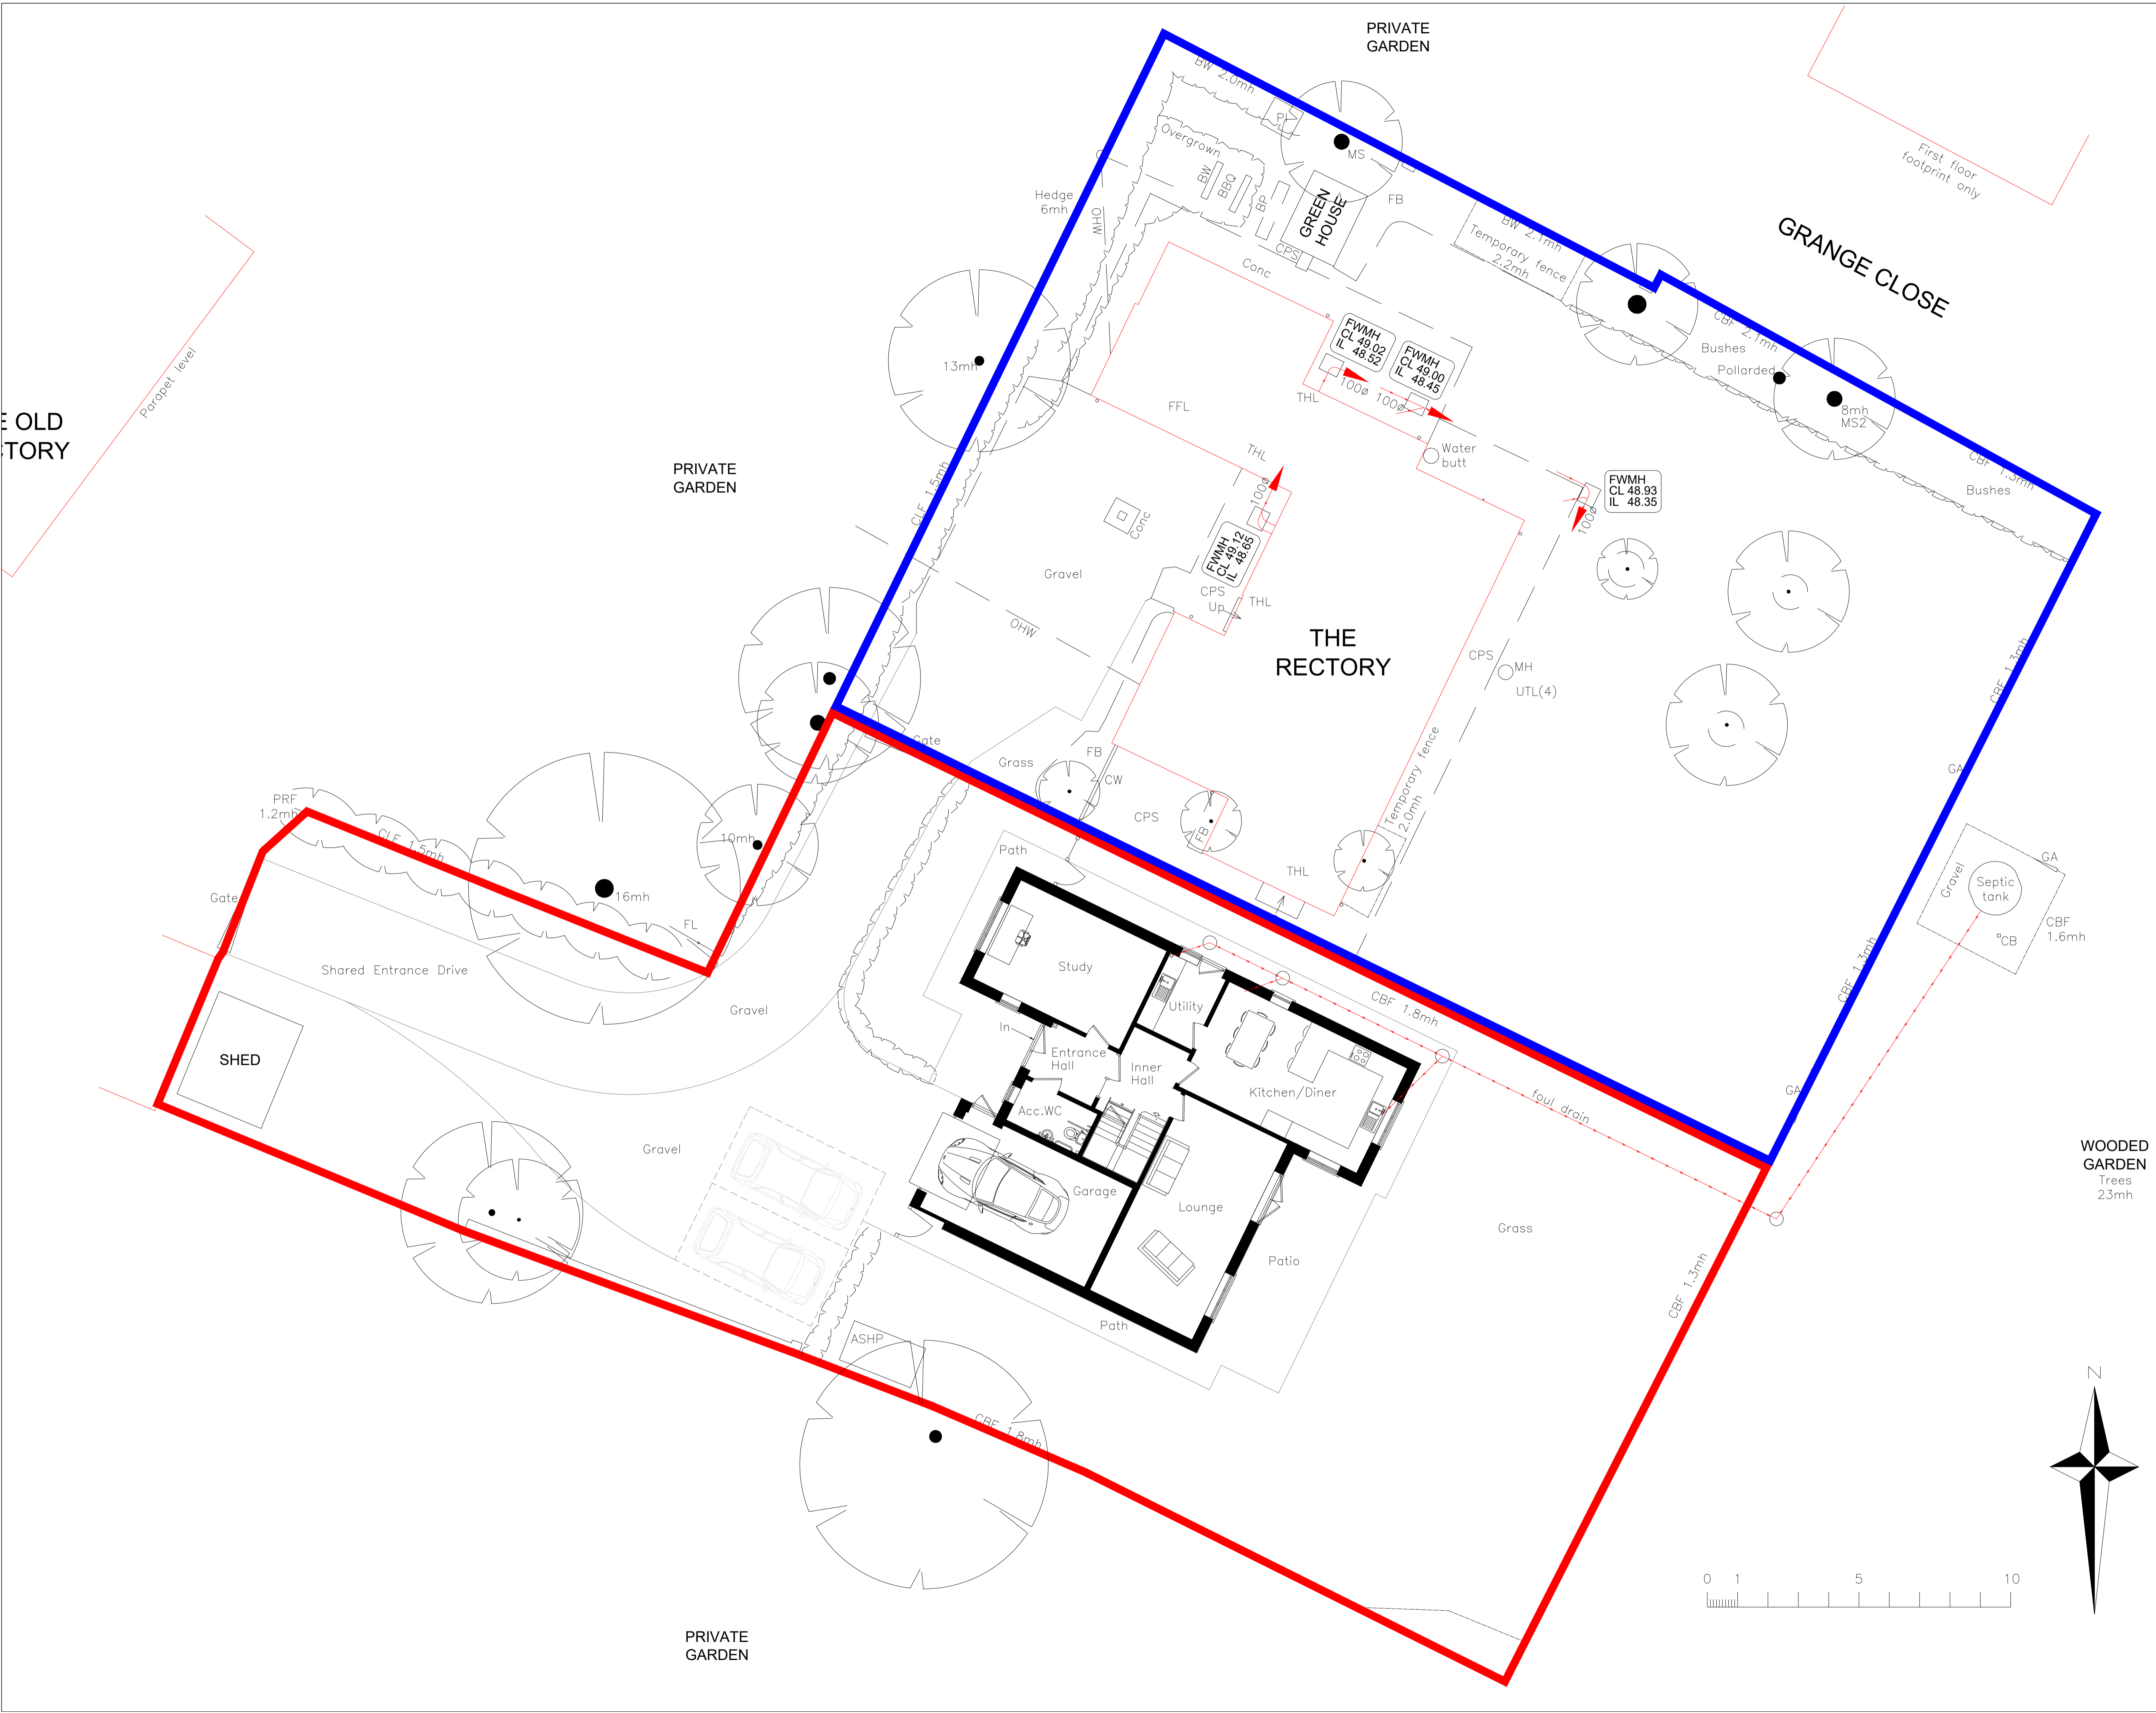 PRIVATE
GARDEN
BW 2.0mh
PL
MS
Overgrown
BW
BBQ
BP
GREEN
HOUSE
FB
CPS
Hedge
6mh
OHW
Conc
BW 2.1mh
Temporary fence
2.2mh
First floor
footprint only
GRANGE CLOSE
CBF 2.1mh
Bushes
Pollarded
8mh
MS2
CBF 1.5mh
Bushes
13mh
FWMH
CL 49.02
IL 48.52
FWMH
CL 49.00
IL 48.45
100ø
100ø
THL
FFL
Water
butt
THL
100ø
FWMH
CL 48.93
IL 48.35
100ø
FWMH
CL 49.12
IL 48.65
Parapet level
E OLD
CTORY
PRIVATE
GARDEN
CLF 1.5mh
Conc
Gravel
CPS
Up
THL
OHW
THE
RECTORY
CPS
MH
UTL(4)
CBF 1.3mh
Gate
Grass
FB
CW
CPS
FB
Temporary fence
2.0mh
THL
GA
PRF
1.2mh
CLF 1.5mh
10mh
16mh
Gate
FL
Shared Entrance Drive
Gravel
SHED
Path
Study
Utility
In
Entrance
Hall
Inner
Hall
Kitchen/Diner
Acc.WC
Garage
Lounge
Patio
Path
Gravel
CBF 1.8mh
foul drain
CBF 1.3mh
GA
Gravel
Septic
tank
GA
CB
CBF
1.6mh
WOODED
GARDEN
Trees
23mh
Grass
CBF 1.3mh
ASHP
CBF 1.8mh
PRIVATE
GARDEN
N
0 1 5 10